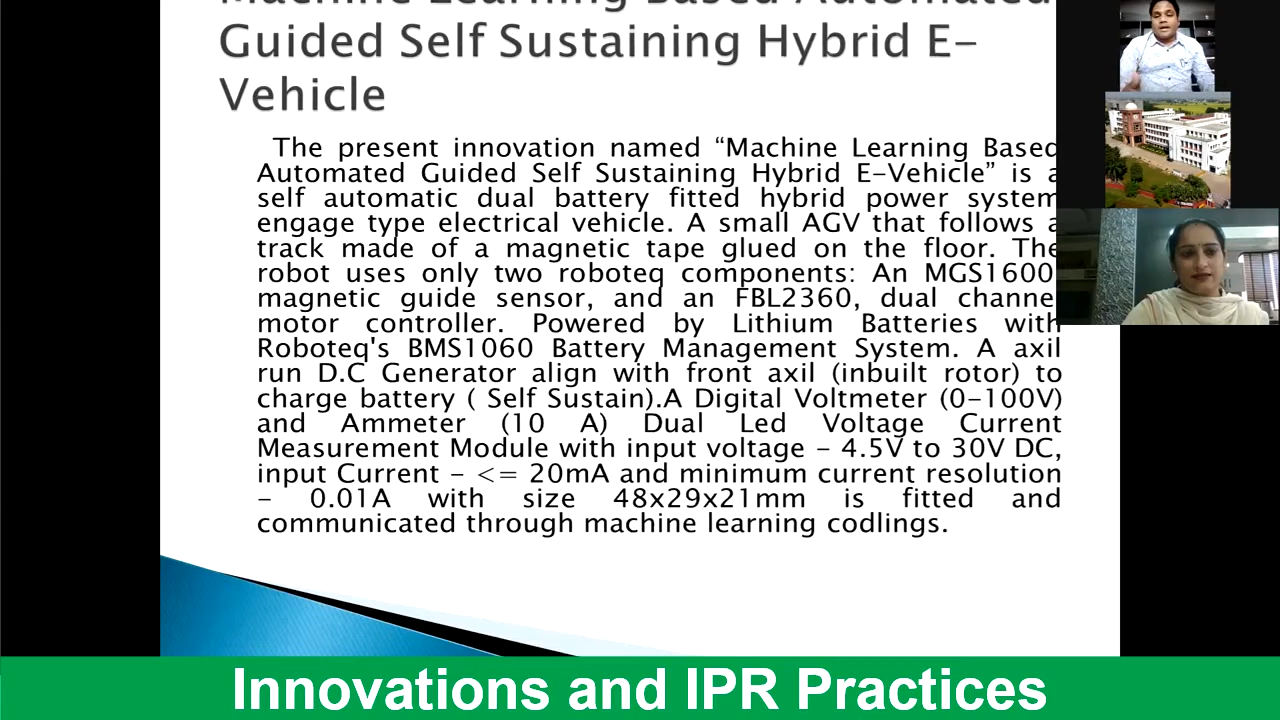 Machine Learning Based Automated
Guided Self Sustaining Hybrid E-
Vehicle
The present innovation named “Machine Learning Based
Automated Guided Self Sustaining Hybrid E-Vehicle” is a
self automatic dual battery fitted hybrid power system
engage type electrical vehicle. A small AGV that follows a
track made of a magnetic tape glued on the floor. The
robot uses only two roboteq components: An MGS1600
magnetic guide sensor, and an FBL2360, dual channel
motor controller. Powered by Lithium Batteries with
Roboteq's BMS1060 Battery Management System. A axil
run D.C Generator align with front axil (inbuilt rotor) to
charge battery ( Self Sustain).A Digital Voltmeter (0-100V)
and Ammeter (10 A) Dual Led Voltage Current
Measurement Module with input voltage - 4.5V to 30V DC,
input Current - <= 20mA and minimum current resolution
- 0.01A with size 48x29x21mm is fitted and
communicated through machine learning codlings.
Innovations and IPR Practices